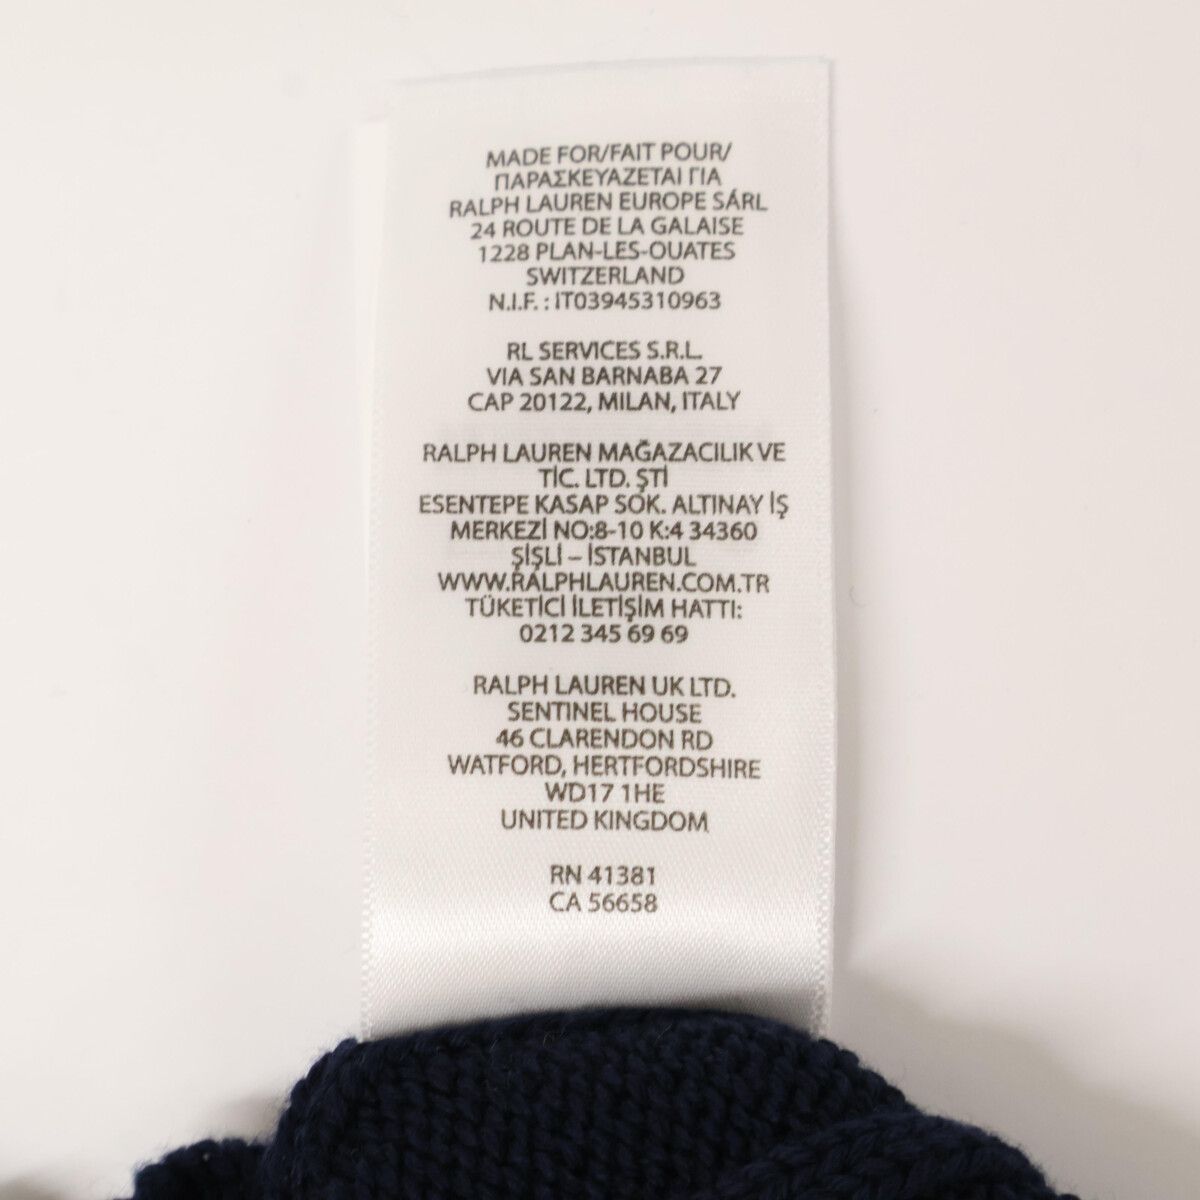 MADE FOR/FAIT POUR/
ΠΑΡΑΣΚΕΥΑΖΕΤΑΙ ΓΙΑ
RALPH LAUREN EUROPE SÁRL
24 ROUTE DE LA GALAISE
1228 PLAN-LES-OUATES
SWITZERLAND
N.I.F. : IT03945310963
RL SERVICES S.R.L.
VIA SAN BARNABA 27
CAP 20122, MILAN, ITALY
RALPH LAUREN MAĞAZACILIK VE
TİC. LTD. ŞTİ
ESENTEPE KASAP SOK. ALTINAY İŞ
MERKEZİ NO:8-10 K:4 34360
ŞİŞLİ – İSTANBUL
WWW.RALPHLAUREN.COM.TR
TÜKETİCİ İLETİŞİM HATTI:
0212 345 69 69
RALPH LAUREN UK LTD.
SENTINEL HOUSE
46 CLARENDON RD
WATFORD, HERTFORDSHIRE
WD17 1HE
UNITED KINGDOM
RN 41381
CA 56658